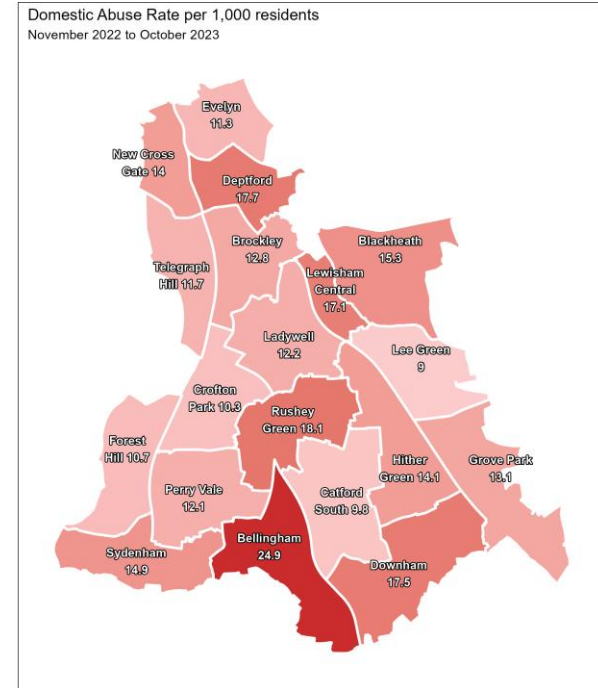 Domestic Abuse Rate per 1,000 residents
November 2022 to October 2023
Evelyn
11.3
New Cross
Gate 14
Deptford
17.7
Brockley
12.8
Blackheath
15.3
Telegraph
Hill 11.7
Lewisham
Central
17.1
Ladywell
12.2
Lee Green
9
Crofton
Park 10.3
Rushey
Green 18.1
Forest
Hill 10.7
Hither
Green 14.1
Grove Park
13.1
Perry Vale
12.1
Catford
South 9.8
Bellingham
24.9
Sydenham
14.9
Downham
17.5